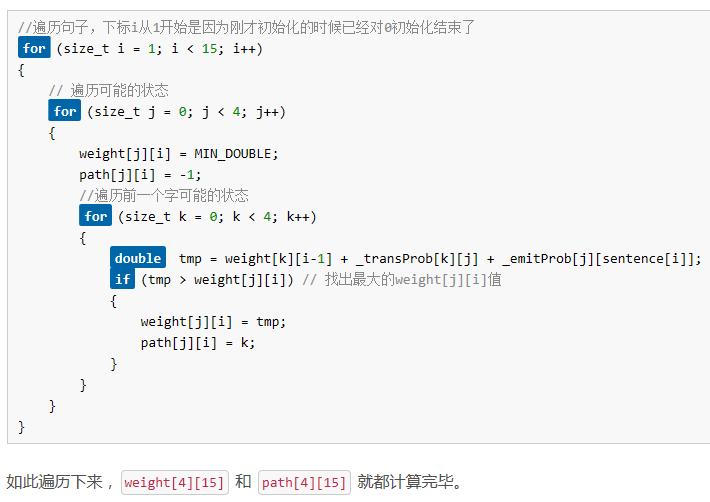 //遍历句子，下标i从1开始是因为刚才初始化的时候已经对0初始化结束了
for (size_t i = 1; i < 15; i++)
{
    // 遍历可能的状态
    for (size_t j = 0; j < 4; j++)
    {
        weight[j][i] = MIN_DOUBLE;
        path[j][i] = -1;
        //遍历前一个字可能的状态
        for (size_t k = 0; k < 4; k++)
        {
            double tmp = weight[k][i-1] + _transProb[k][j] + _emitProb[j][sentence[i]];
            if (tmp > weight[j][i]) // 找出最大的weight[j][i]值
            {
                weight[j][i] = tmp;
                path[j][i] = k;
            }
        }
    }
}
如此遍历下来，weight[4][15] 和 path[4][15] 就都计算完毕。